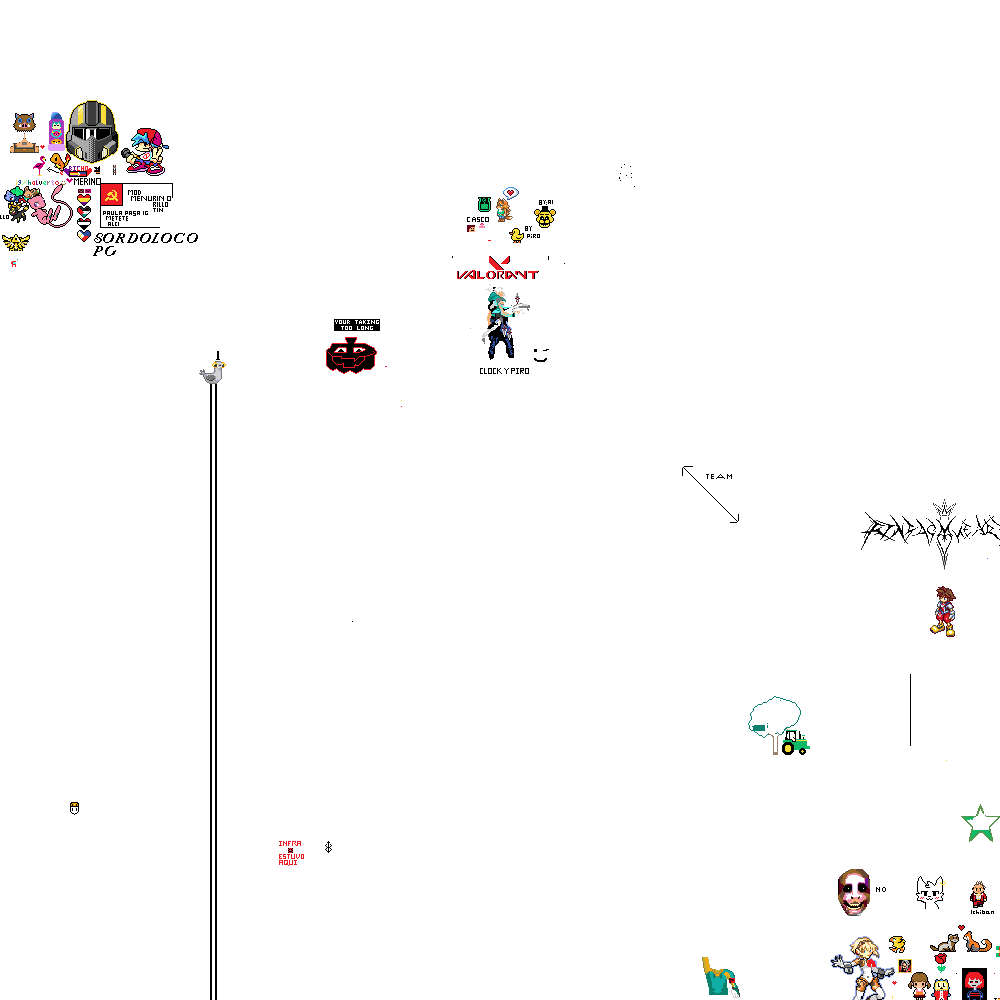 MERINO
MOD
MENURIN O
RILLO
TIN
PAULA PASA IG
METETE
ALCI
SORDOLOCO
PG
CASCO
BY
PIRO
VALORANT
CLOCK Y PIRO
YOUR TAKING
TOO LONG
TEAM
INFRA
ESTUVO
AQUI
NO
Ichiban